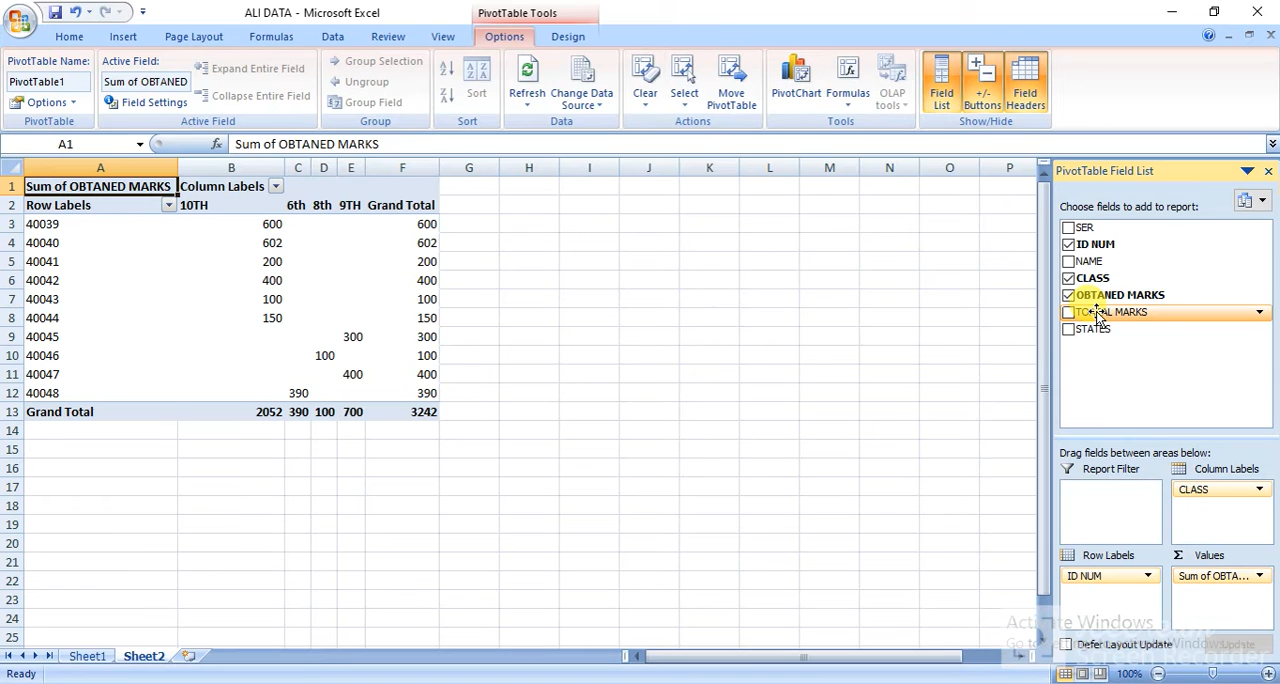 ALI DATA - Microsoft Excel
PivotTable Tools
Home Insert Page Layout Formulas Data Review View Options Design
PivotTable Name:
PivotTable1
Options
PivotTable
Active Field:
Sum of OBTANED
Field Settings
Expand Entire Field
Collapse Entire Field
Active Field
Group Selection
Ungroup
Group Field
Group
Sort
Sort
Refresh
Change Data Source
Data
Clear
Select
Move PivotTable
Actions
PivotChart
Formulas
OLAP tools
Tools
Field List
+/- Buttons
Field Headers
Show/Hide
A1
fx
Sum of OBTANED MARKS
A B C D E F G H I J K L M N O P
1 Sum of OBTANED MARKS Column Labels
2 Row Labels 10TH 6th 8th 9TH Grand Total
3 40039 600 600
4 40040 602 602
5 40041 200 200
6 40042 400 400
7 40043 100 100
8 40044 150 150
9 40045 300 300
10 40046 100 100
11 40047 400 400
12 40048 390 390
13 Grand Total 2052 390 100 700 3242
14
15
16
17
18
19
20
21
22
23
24
25
PivotTable Field List
Choose fields to add to report:
SER
ID NUM
NAME
CLASS
OBTANED MARKS
TOTAL MARKS
STATES
Drag fields between areas below:
Report Filter
Column Labels
CLASS
Row Labels
Σ Values
ID NUM
Sum of OBTA...
Defer Layout Update
Update
Activate Windows
Sheet1 Sheet2
Ready
100%